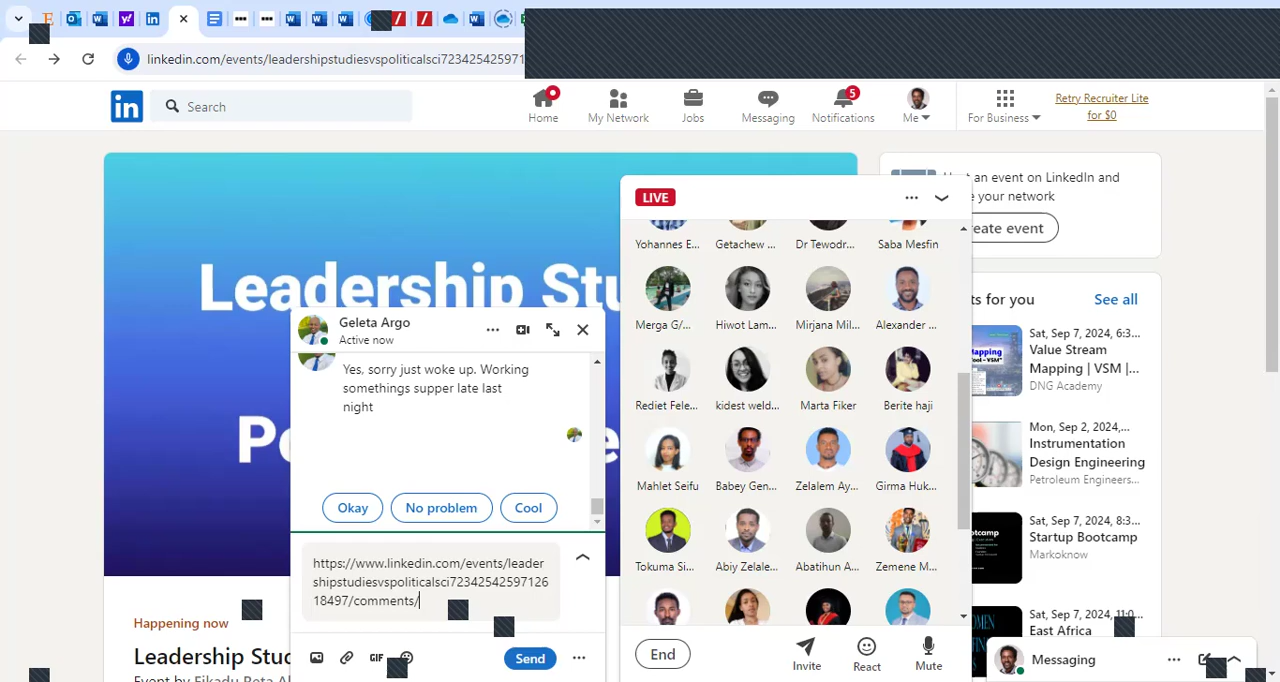 linkedin.com/events/leadershipstudiesvspoliticalsci723425425971
in
Search
Home
My Network
Jobs
Messaging
5
Notifications
Me
For Business
Retry Recruiter Lite
for $0
Leadership Stu
an event on LinkedIn and
your network
eate event
LIVE
Yohannes E...
Getachew ...
Dr Tewodr...
Saba Mesfin
Merga G/...
Hiwot Lam...
Mirjana Mil...
Alexander ...
Rediet Fele...
kidest weld...
Marta Fiker
Berite haji
Mahlet Seifu
Babey Gen...
Zelalem Ay...
Girma Huk...
Tokuma Si...
Abiy Zelale...
Abatihun A...
Zemene M...
End
Invite
React
Mute
Geleta Argo
Active now
Yes, sorry just woke up. Working
somethings supper late last
night
Okay
No problem
Cool
https://www.linkedin.com/events/leader
shipstudiesvspoliticalsci72342542597126
18497/comments/
GIF
Send
ts for you
See all
Sat, Sep 7, 2024, 6:3...
Value Stream
Mapping | VSM |...
DNG Academy
Mon, Sep 2, 2024,...
Instrumentation
Design Engineering
Petroleum Engineers...
Sat, Sep 7, 2024, 8:3...
Startup Bootcamp
Markoknow
Sat, Sep 7, 2024, 11:0...
East Africa
Happening now
Leadership Stud
Messaging